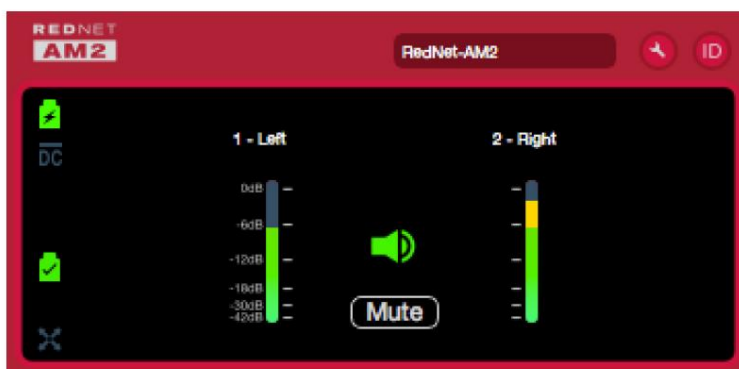 REDNET
AM2
RedNet-AM2
ID
DC
1 - Left
2 - Right
0dB
-6dB
-12dB
-18dB
-30dB
-42dB
Mute